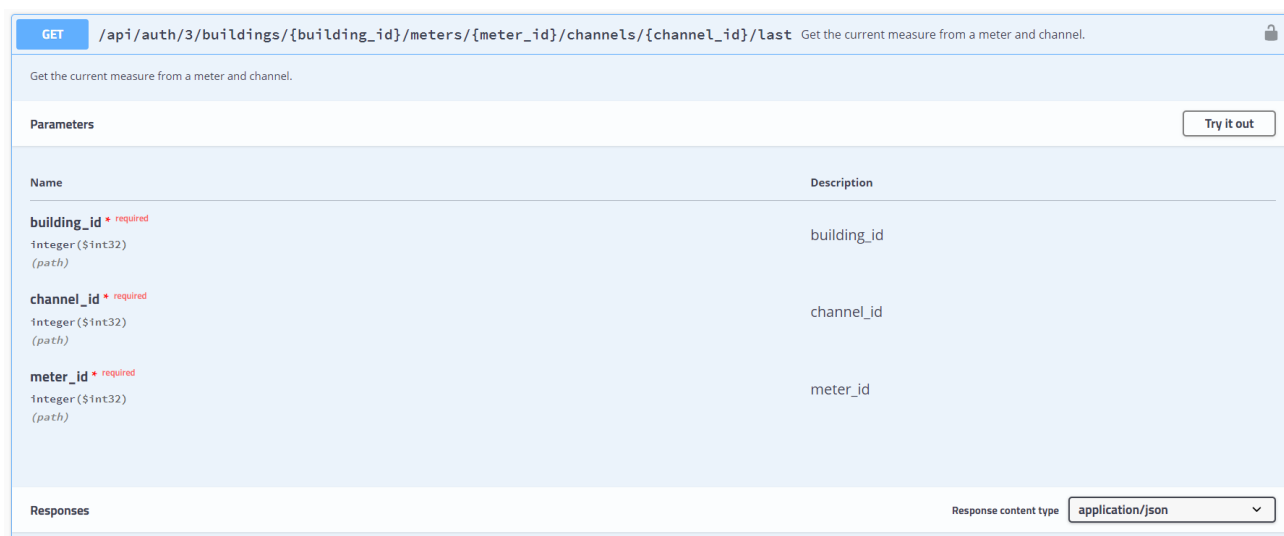 GET /api/auth/3/buildings/{building_id}/meters/{meter_id}/channels/{channel_id}/last Get the current measure from a meter and channel.
Get the current measure from a meter and channel.
Parameters Try it out
Name Description
building_id * required
integer($int32) building_id
(path)
channel_id * required
integer($int32) channel_id
(path)
meter_id * required
integer($int32) meter_id
(path)
Responses Response content type application/json